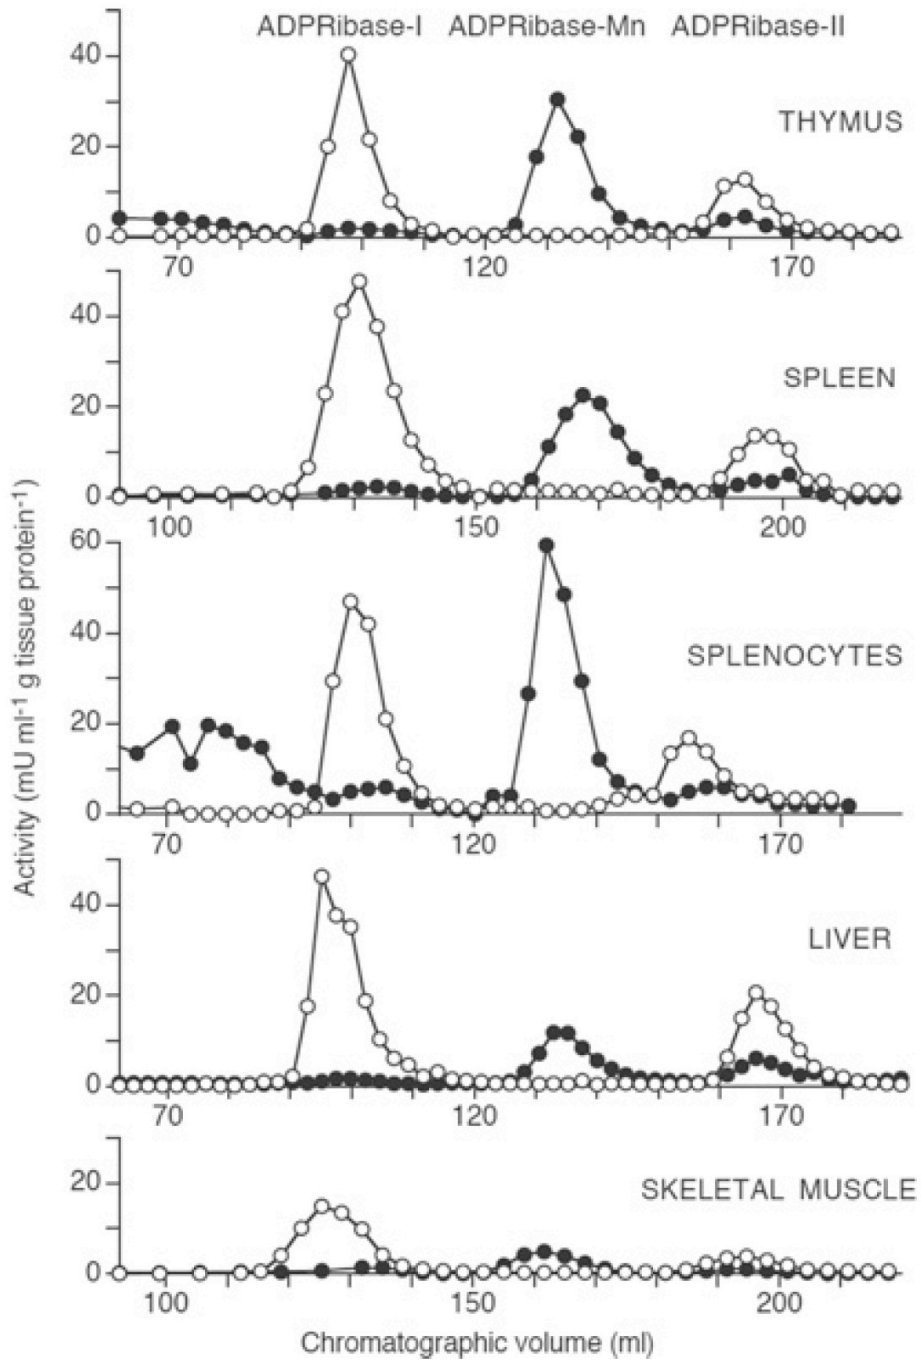 ADPRibase-I ADPRibase-Mn ADPRibase-II
40
THYMUS
20
0
70 120 170
40
SPLEEN
20
0
100 150 200
60
40
SPLENOCYTES
20
0
70 120 170
40
LIVER
20
0
70 120 170
20
SKELETAL MUSCLE
0
100 150 200
Activity (mU ml-1 g tissue protein-1)
Chromatographic volume (ml)